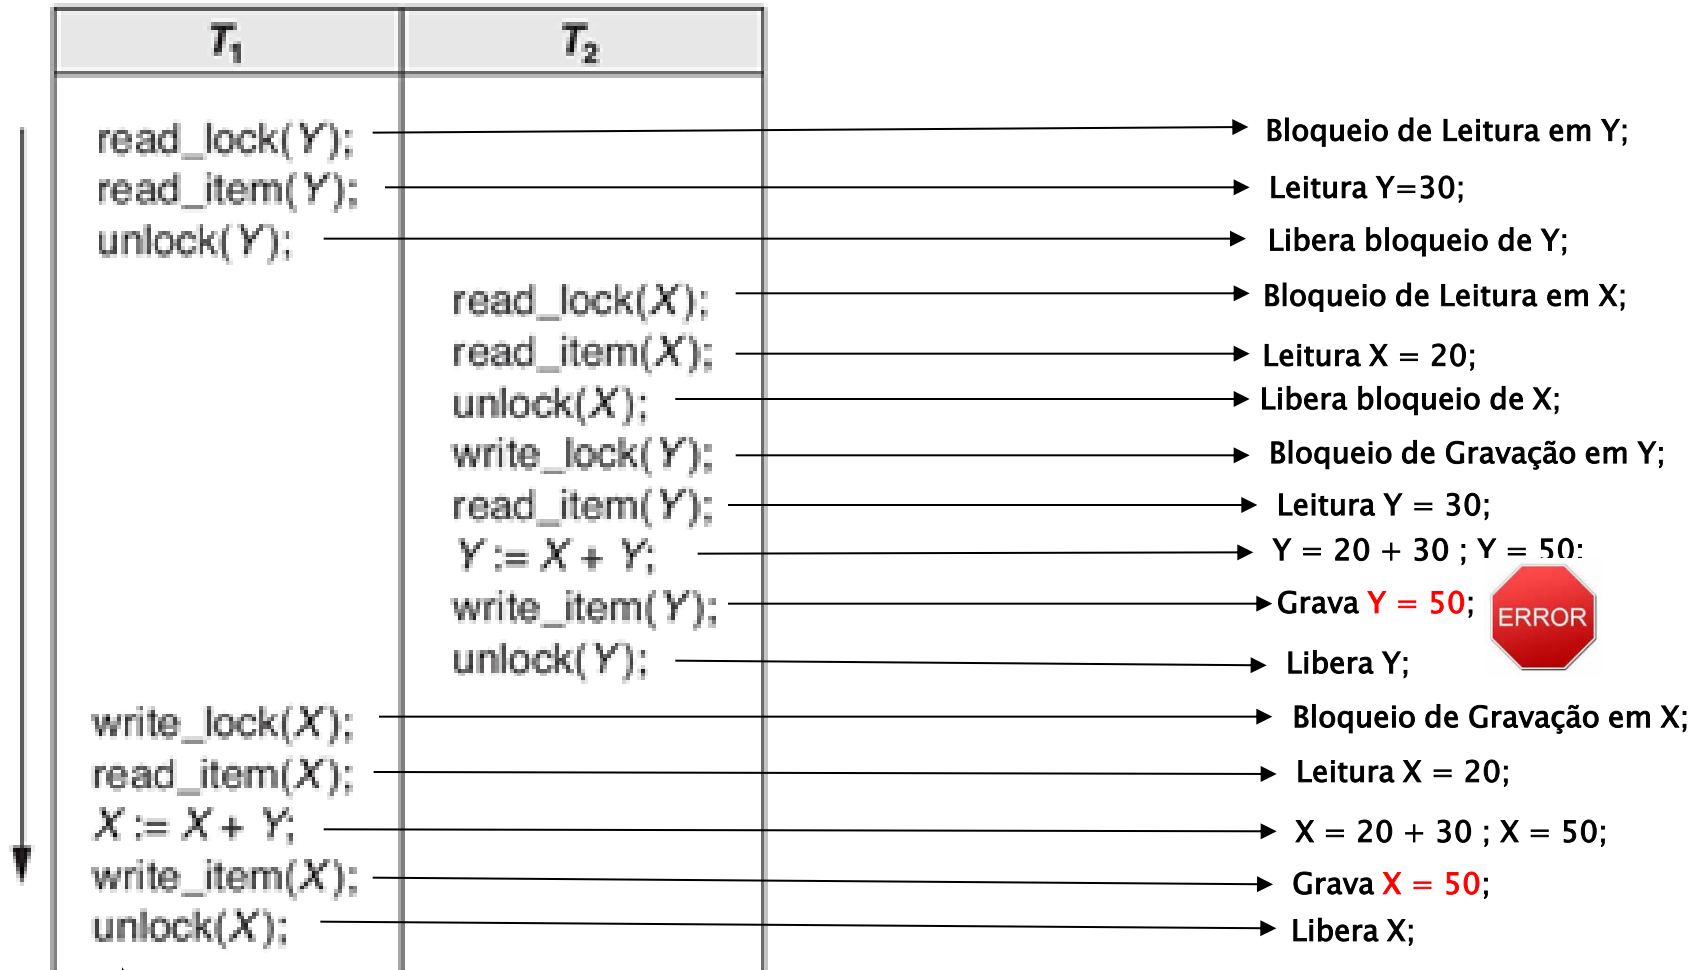 T1 T2
read_lock(Y); Bloqueio de Leitura em Y;
read_item(Y); Leitura Y=30;
unlock(Y); Libera bloqueio de Y;
read_lock(X); Bloqueio de Leitura em X;
read_item(X); Leitura X = 20;
unlock(X); Libera bloqueio de X;
write_lock(Y); Bloqueio de Gravação em Y;
read_item(Y); Leitura Y = 30;
Y := X + Y; Y = 20 + 30 ; Y = 50;
write_item(Y); Grava Y = 50; ERROR
unlock(Y); Libera Y;
write_lock(X); Bloqueio de Gravação em X;
read_item(X); Leitura X = 20;
X := X + Y; X = 20 + 30 ; X = 50;
write_item(X); Grava X = 50;
unlock(X); Libera X;